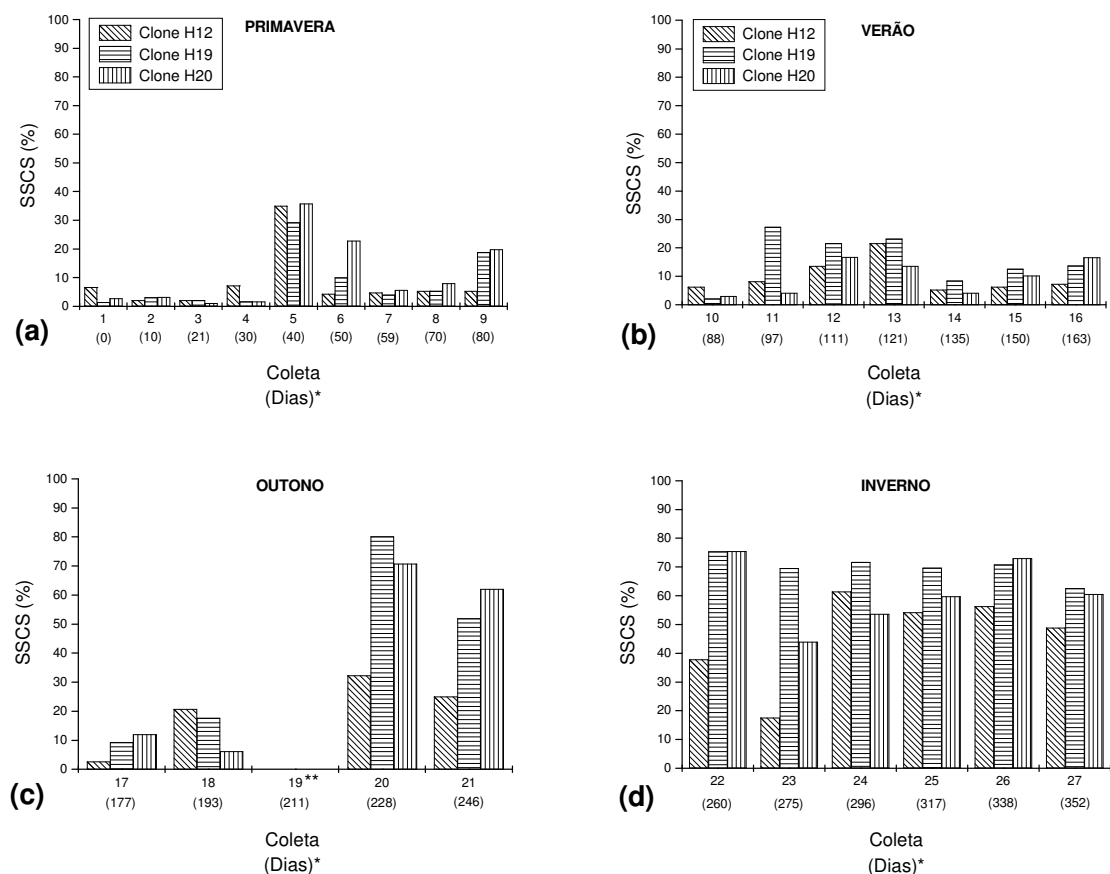 PRIMAVERA
Clone H12
Clone H19
Clone H20
SSCS (%)
100
90
80
70
60
50
40
30
20
10
0
1 2 3 4 5 6 7 8 9
(0) (10) (21) (30) (40) (50) (59) (70) (80)
(a)
Coleta
(Dias)*
VERÃO
Clone H12
Clone H19
Clone H20
SSCS (%)
100
90
80
70
60
50
40
30
20
10
0
10 11 12 13 14 15 16
(88) (97) (111) (121) (135) (150) (163)
(b)
Coleta
(Dias)*
OUTONO
SSCS (%)
100
90
80
70
60
50
40
30
20
10
0
17 18 19** 20 21
(177) (193) (211) (228) (246)
(c)
Coleta
(Dias)*
INVERNO
SSCS (%)
100
90
80
70
60
50
40
30
20
10
0
22 23 24 25 26 27
(260) (275) (296) (317) (338) (352)
(d)
Coleta
(Dias)*